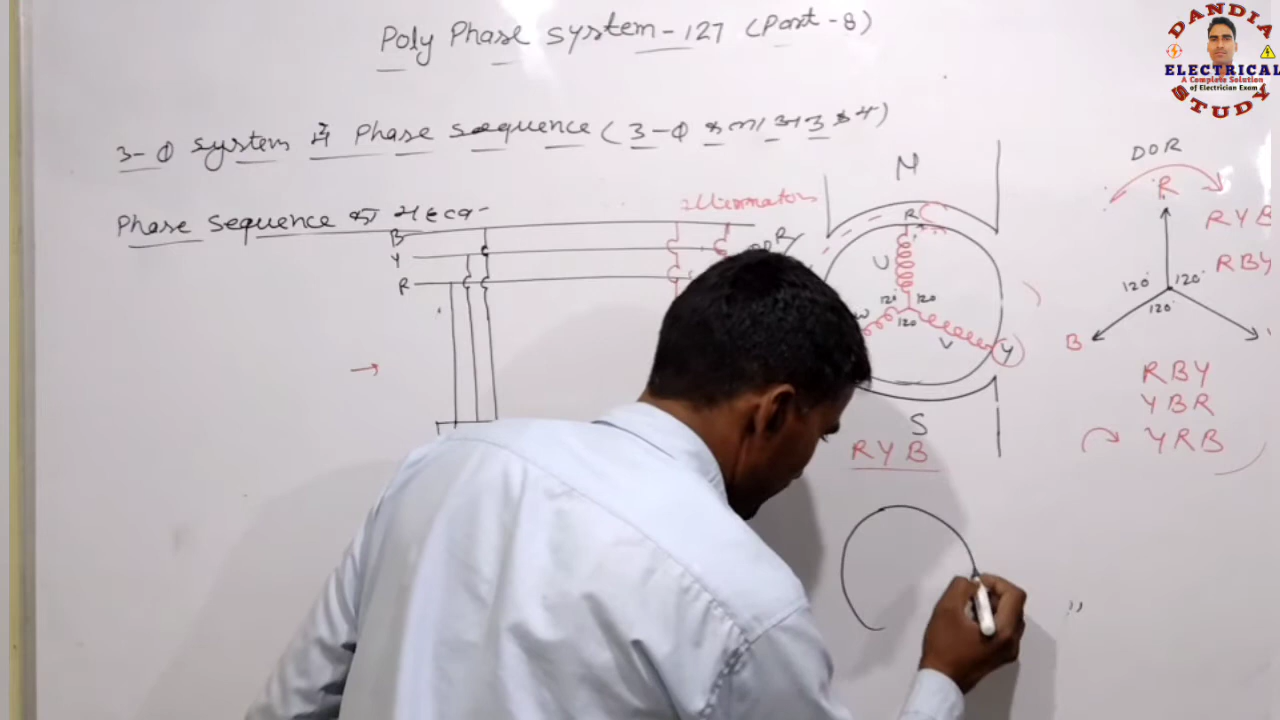 Poly Phase system-127 (Part-8)
DANDIA
ELECTRICAL
A Complete Solution
of Electrician Exam
STUDY
3-Φ system में Phase sequence (3-Φ
Phase sequence का महत्व-
B
Y
R
N
R
U
120 120
120
V
Y
S
RYB
DOR
R
RYB
RBY
120° 120°
120°
B
RBY
YBR
YRB